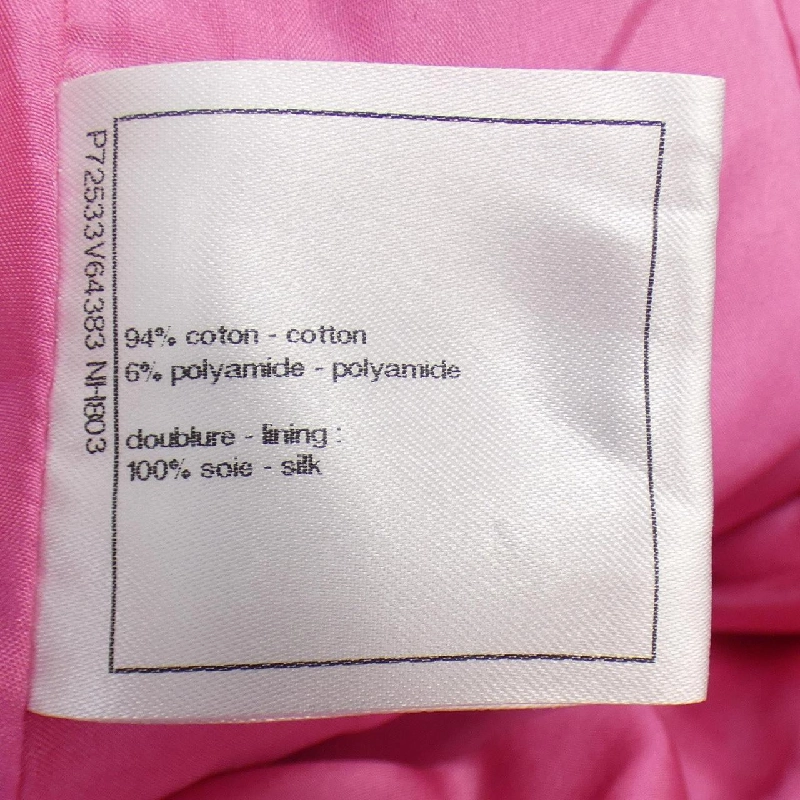 P72533V64383 NH803
94% coton - cotton
6% polyamide - polyamide
doublure - lining :
100% soie - silk